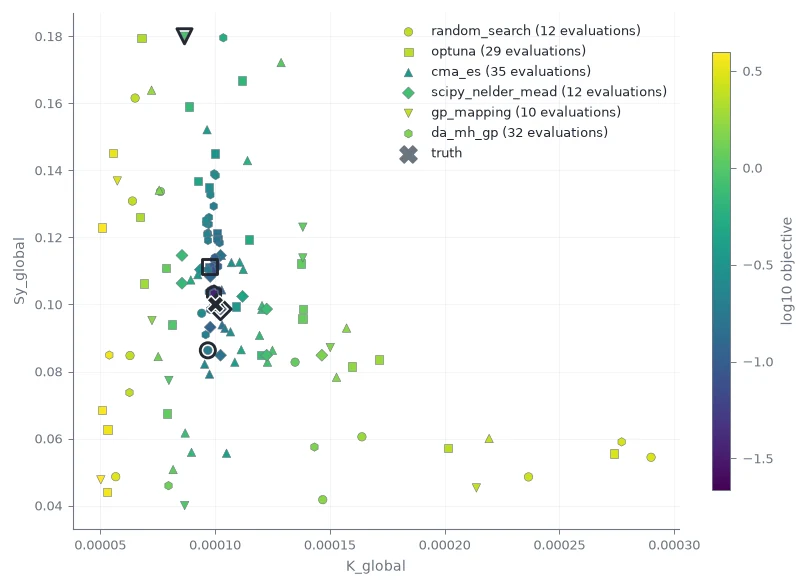 random_search (12 evaluations)
optuna (29 evaluations)
cma_es (35 evaluations)
scipy_nelder_mead (12 evaluations)
gp_mapping (10 evaluations)
da_mh_gp (32 evaluations)
truth
0.18
0.16
0.14
0.12
0.10
0.08
0.06
0.04
Sy_global
0.00005
0.00010
0.00015
0.00020
0.00025
0.00030
K_global
0.5
0.0
−0.5
−1.0
−1.5
log10 objective